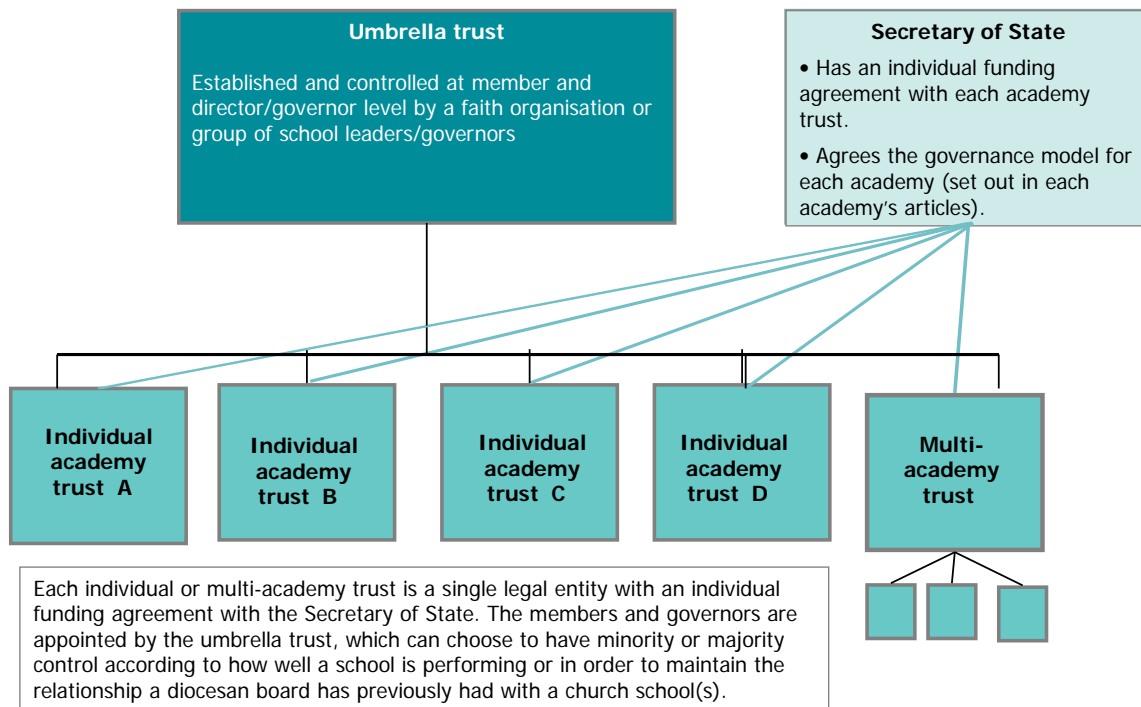 Umbrella trust
Established and controlled at member and
director/governor level by a faith organisation or
group of school leaders/governors
Secretary of State
• Has an individual funding
agreement with each academy
trust.
• Agrees the governance model for
each academy (set out in each
academy's articles).
Individual
academy
trust A
Individual
academy
trust B
Individual
academy
trust C
Individual
academy
trust D
Multi-
academy
trust
Each individual or multi-academy trust is a single legal entity with an individual
funding agreement with the Secretary of State. The members and governors are
appointed by the umbrella trust, which can choose to have minority or majority
control according to how well a school is performing or in order to maintain the
relationship a diocesan board has previously had with a church school(s).